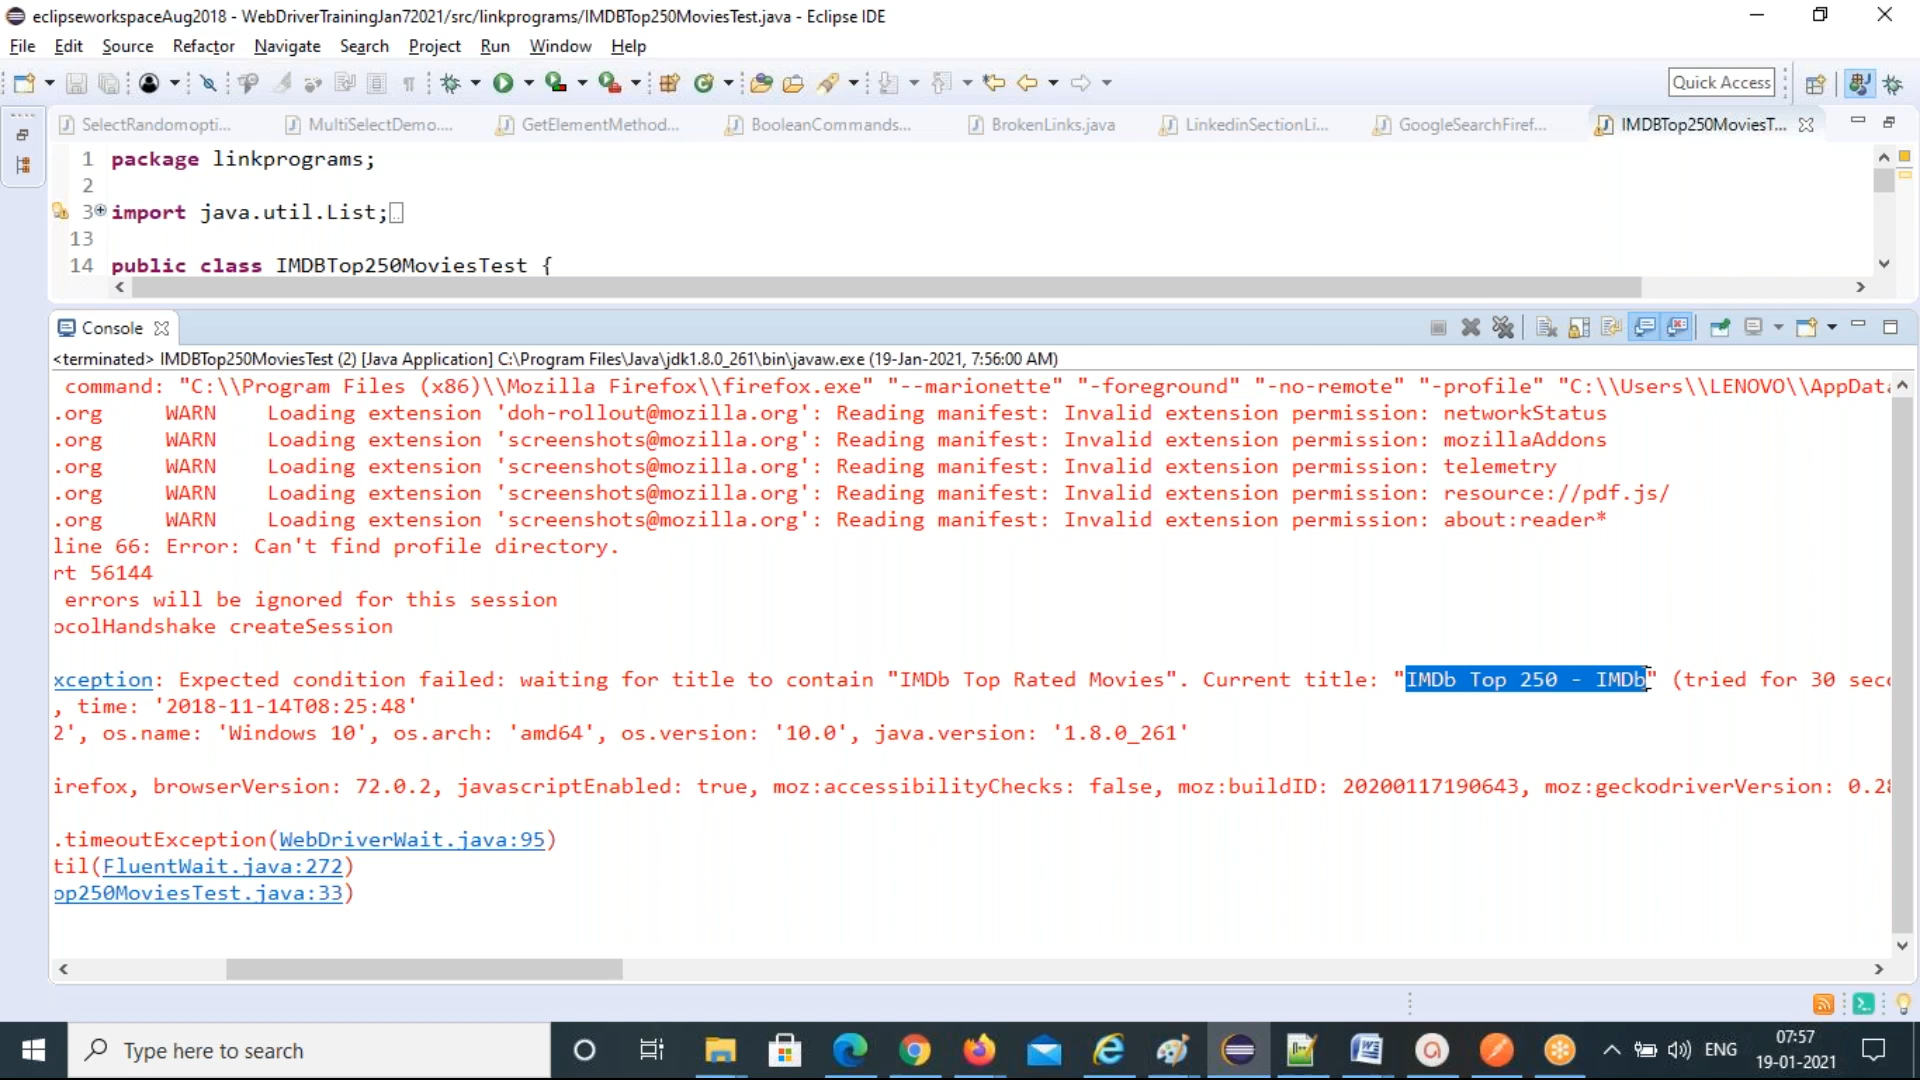 eclipseworkspaceAug2018 - WebDriverTrainingJan72021/src/linkprograms/IMDBTop250MoviesTest.java - Eclipse IDE
File Edit Source Refactor Navigate Search Project Run Window Help
Quick Access
SelectRandomopti... MultiSelectDemo.... GetElementMethod... BooleanCommands... BrokenLinks.java LinkedinSectionLi... GoogleSearchFiref... IMDBTop250MoviesT...
1 package linkprograms;
2
3 import java.util.List;
13
14 public class IMDBTop250MoviesTest {
Console
<terminated> IMDBTop250MoviesTest (2) [Java Application] C:\Program Files\Java\jdk1.8.0_261\bin\javaw.exe (19-Jan-2021, 7:56:00 AM)
command: "C:\\Program Files (x86)\\Mozilla Firefox\\firefox.exe" "--marionette" "-foreground" "-no-remote" "-profile" "C:\\Users\\LENOVO\\AppData
.org WARN Loading extension 'doh-rollout@mozilla.org': Reading manifest: Invalid extension permission: networkStatus
.org WARN Loading extension 'screenshots@mozilla.org': Reading manifest: Invalid extension permission: mozillaAddons
.org WARN Loading extension 'screenshots@mozilla.org': Reading manifest: Invalid extension permission: telemetry
.org WARN Loading extension 'screenshots@mozilla.org': Reading manifest: Invalid extension permission: resource://pdf.js/
.org WARN Loading extension 'screenshots@mozilla.org': Reading manifest: Invalid extension permission: about:reader*
line 66: Error: Can't find profile directory.
rt 56144
errors will be ignored for this session
ocolHandshake createSession
xception: Expected condition failed: waiting for title to contain "IMDb Top Rated Movies". Current title: "IMDb Top 250 - IMDb" (tried for 30 seco
, time: '2018-11-14T08:25:48'
2', os.name: 'Windows 10', os.arch: 'amd64', os.version: '10.0', java.version: '1.8.0_261'
irefox, browserVersion: 72.0.2, javascriptEnabled: true, moz:accessibilityChecks: false, moz:buildID: 20200117190643, moz:geckodriverVersion: 0.28
.timeoutException(WebDriverWait.java:95)
til(FluentWait.java:272)
op250MoviesTest.java:33)
Type here to search
ENG
07:57
19-01-2021